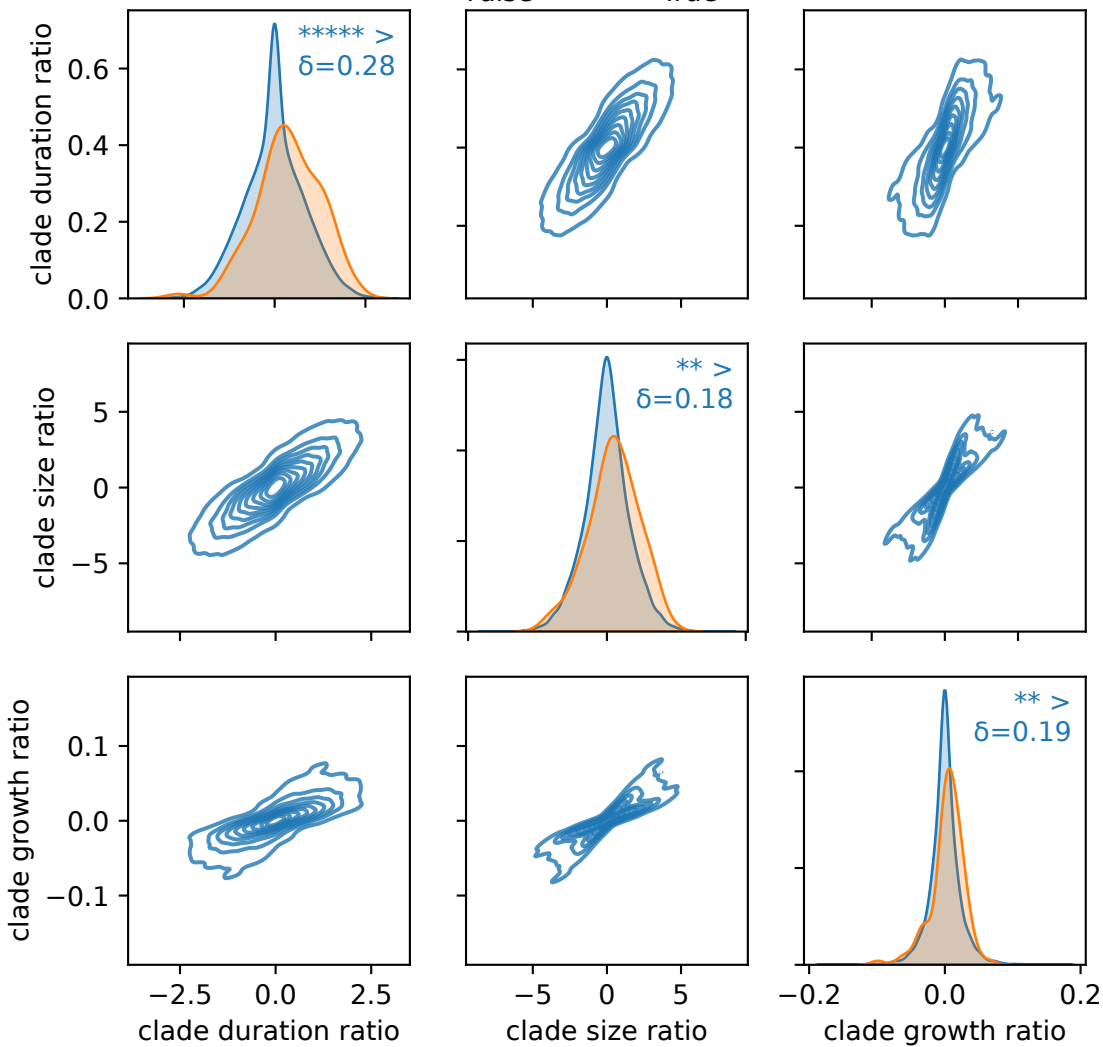 clade duration ratio
0.6
0.4
0.2
0.0
***** >
δ=0.28
clade size ratio
5
0
−5
** >
δ=0.18
clade growth ratio
0.1
0.0
−0.1
** >
δ=0.19
−2.5 0.0 2.5
clade duration ratio
−5 0 5
clade size ratio
−0.2 0.0 0.2
clade growth ratio